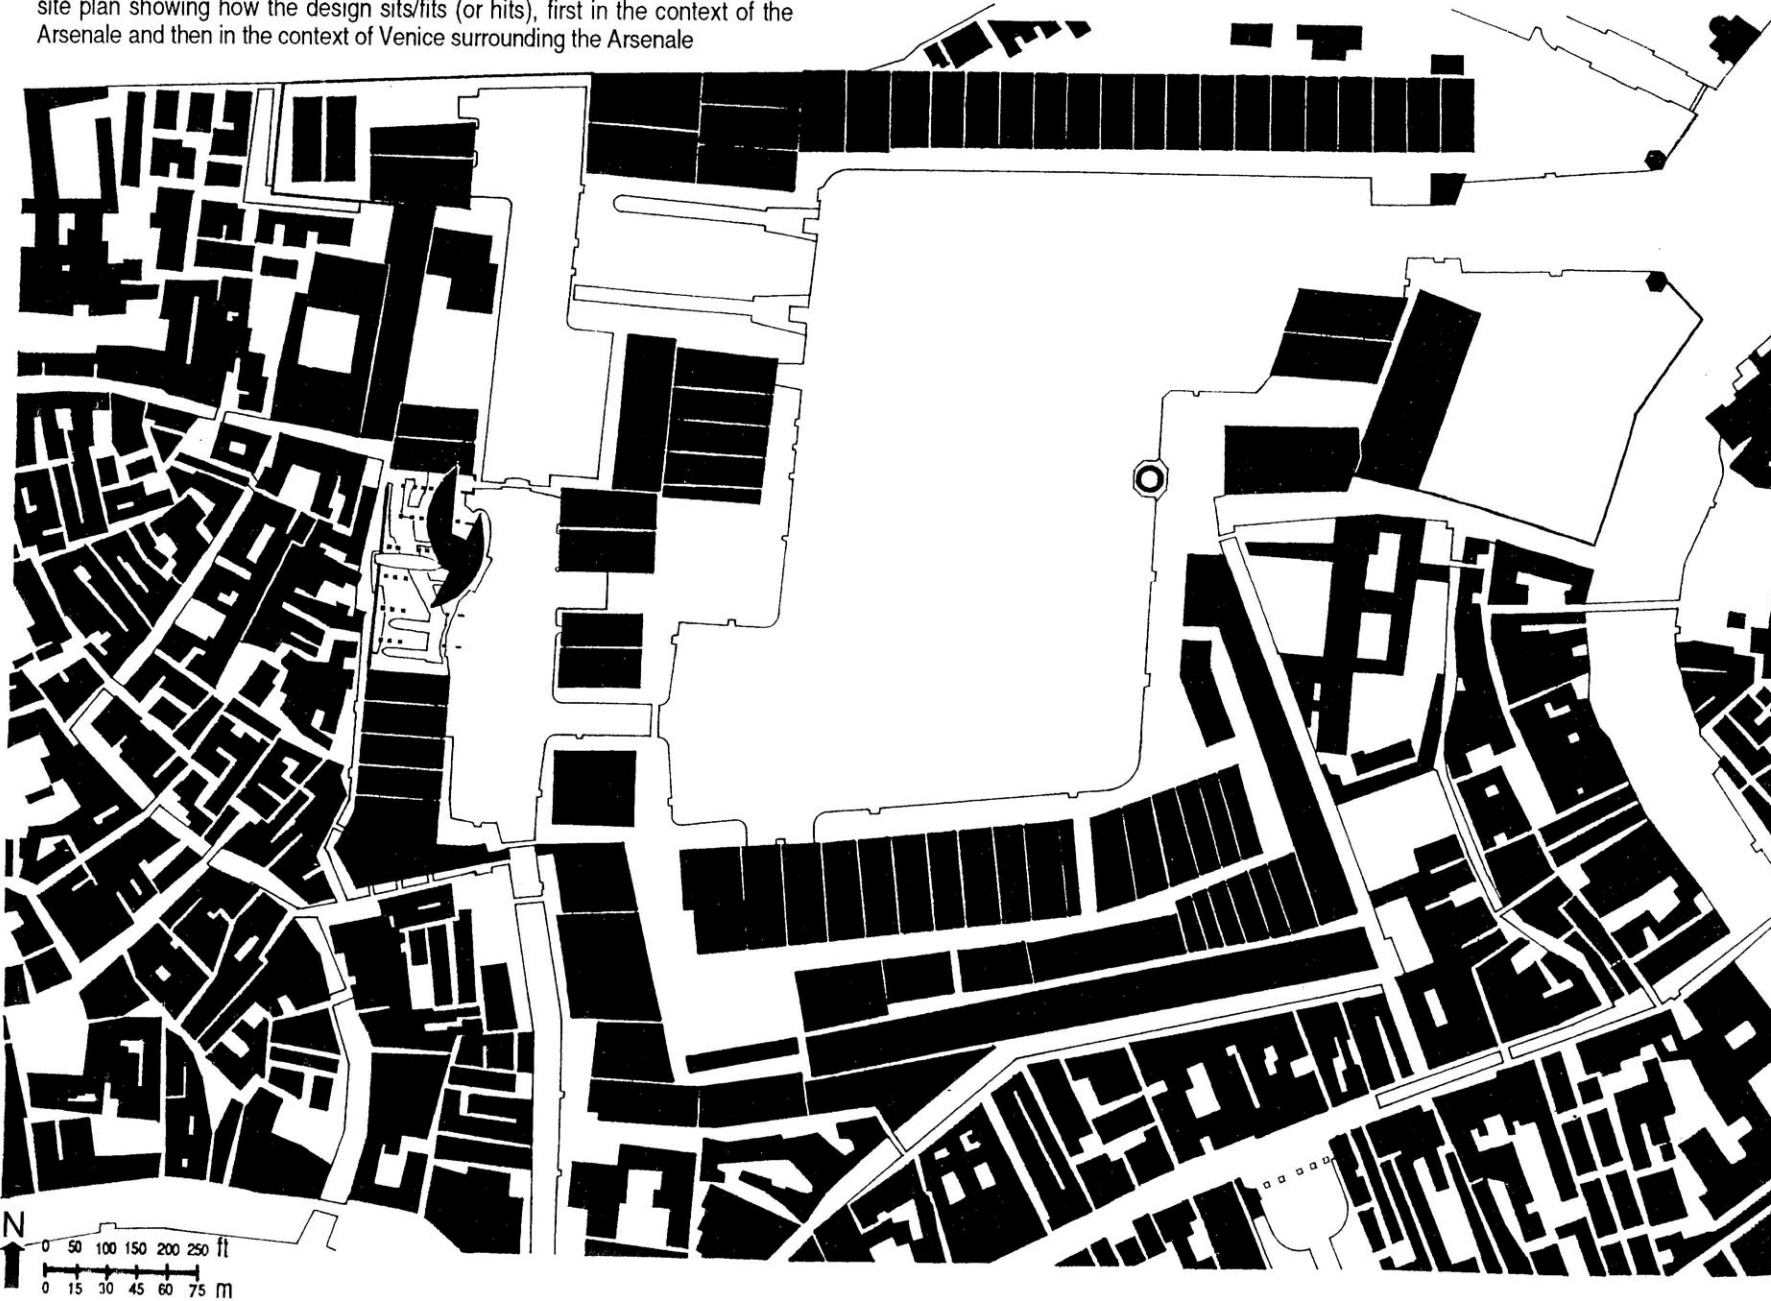 site plan showing how the design sits/fits (or hits), first in the context of the
Arsenale and then in the context of Venice surrounding the Arsenale
N
0 50 100 150 200 250 ft
0 15 30 45 60 75 m